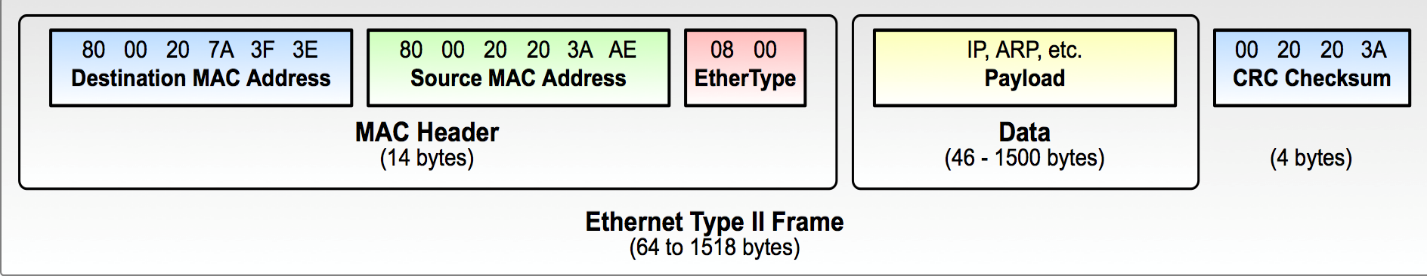 80 00 20 7A 3F 3E
Destination MAC Address
80 00 20 20 3A AE
Source MAC Address
08 00
EtherType
MAC Header
(14 bytes)
IP, ARP, etc.
Payload
Data
(46 - 1500 bytes)
00 20 20 3A
CRC Checksum
(4 bytes)
Ethernet Type II Frame
(64 to 1518 bytes)